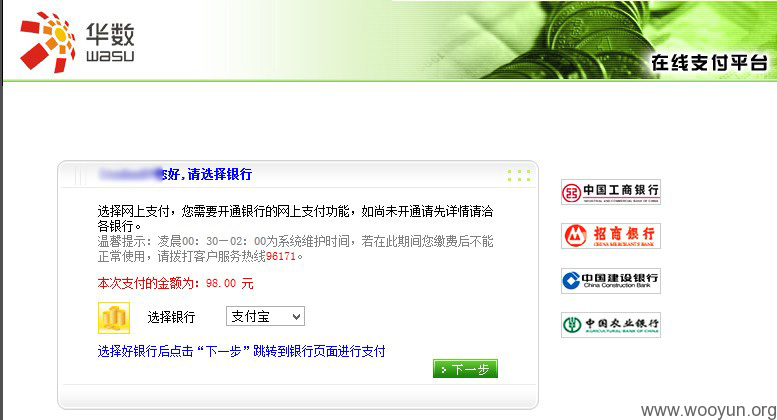 华数
wasu
在线支付平台
您好,请选择银行
选择网上支付，您需要开通银行的网上支付功能，如尚未开通请先详情请洽
各银行。
温馨提示：凌晨00：30—02：00为系统维护时间，若在此期间您缴费后不能
正常使用，请拨打客户服务热线96171。
本次支付的金额为：98.00 元
选择银行
支付宝
选择好银行后点击“下一步”跳转到银行页面进行支付
下一步
中国工商银行
INDUSTRIAL AND COMMERCIAL BANK OF CHINA
招商银行
CHINA MERCHANTS BANK
中国建设银行
China Construction Bank
中国农业银行
AGRICULTURAL BANK OF CHINA
www.wooyun.org